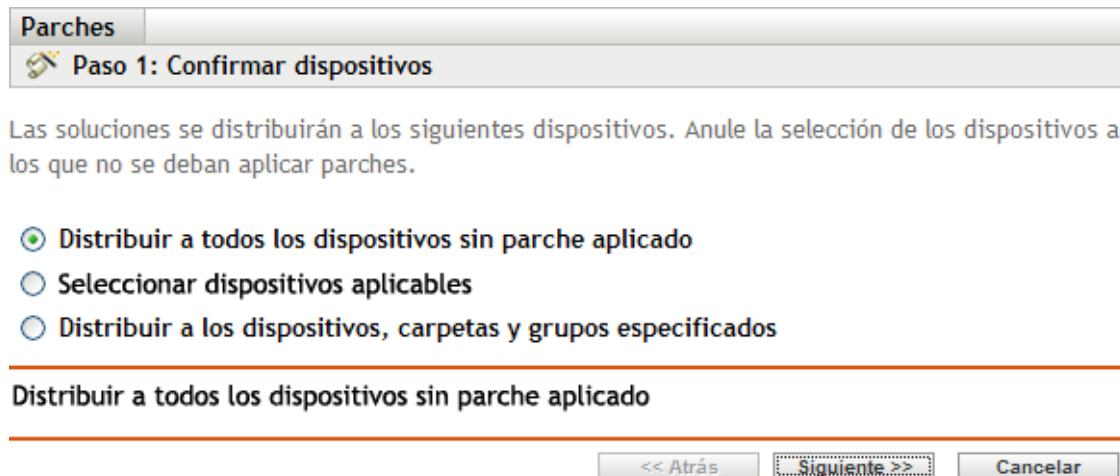 Parches
Paso 1: Confirmar dispositivos
Las soluciones se distribuirán a los siguientes dispositivos. Anule la selección de los dispositivos a
los que no se deban aplicar parches.
Distribuir a todos los dispositivos sin parche aplicado
Seleccionar dispositivos aplicables
Distribuir a los dispositivos, carpetas y grupos especificados
Distribuir a todos los dispositivos sin parche aplicado
<< Atrás Siguiente >> Cancelar